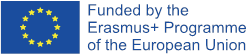 Funded by the
Erasmus+ Programme
of the European Union